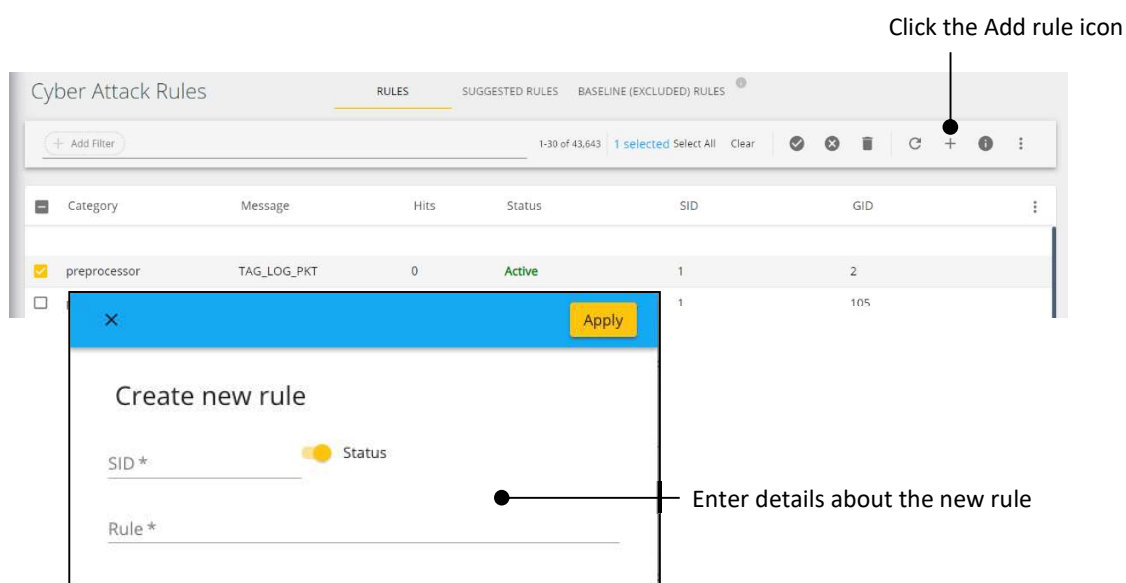 Click the Add rule icon
Cyber Attack Rules RULES SUGGESTED RULES BASELINE (EXCLUDED) RULES
+ Add Filter 1-30 of 43,643 1 selected Select All Clear
Category Message Hits Status SID GID
preprocessor TAG_LOG_PKT 0 Active 1 2
1 105
Apply
Create new rule
SID * Status
Enter details about the new rule
Rule *